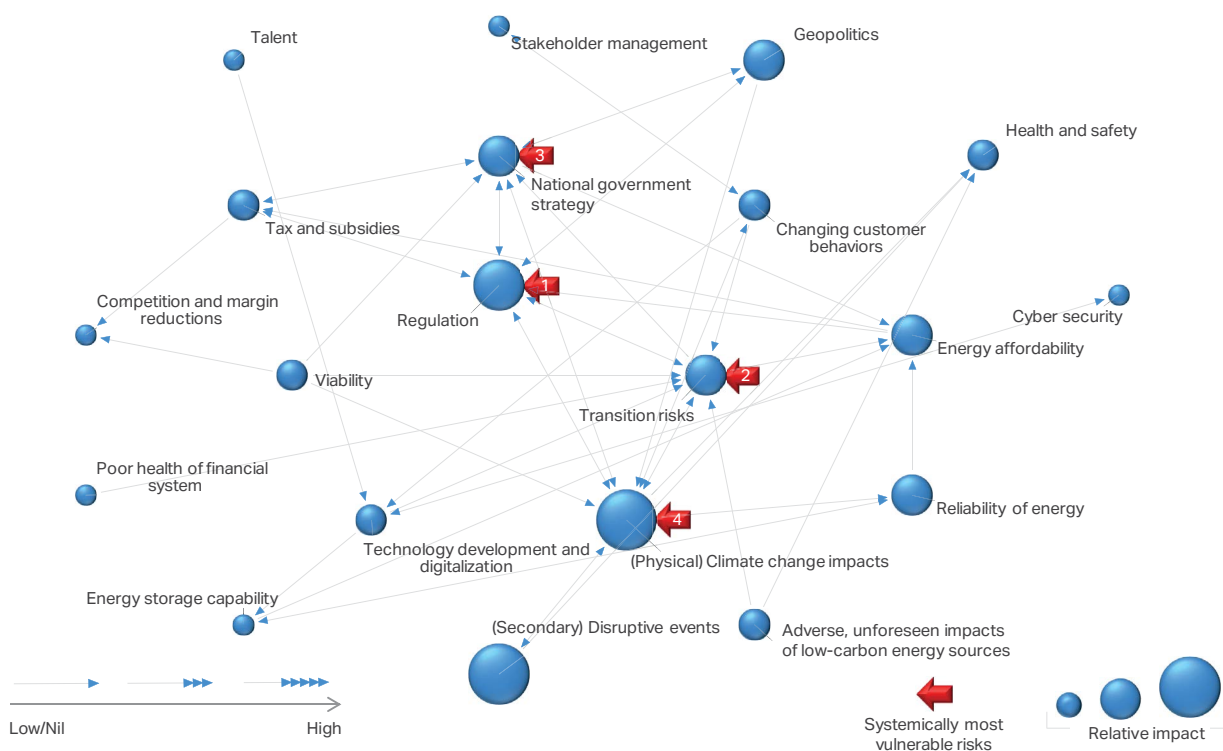 Talent
Stakeholder management
Geopolitics
Health and safety
3
National government
strategy
Tax and subsidies
Changing customer
behaviors
1
Regulation
Competition and margin
reductions
Cyber security
Energy affordability
Viability
2
Transition risks
Poor health of financial
system
Reliability of energy
4
Technology development and
digitalization
(Physical) Climate change impacts
Energy storage capability
(Secondary) Disruptive events
Adverse, unforeseen impacts
of low-carbon energy sources
Low/Nil
High
Systemically most
vulnerable risks
Relative impact